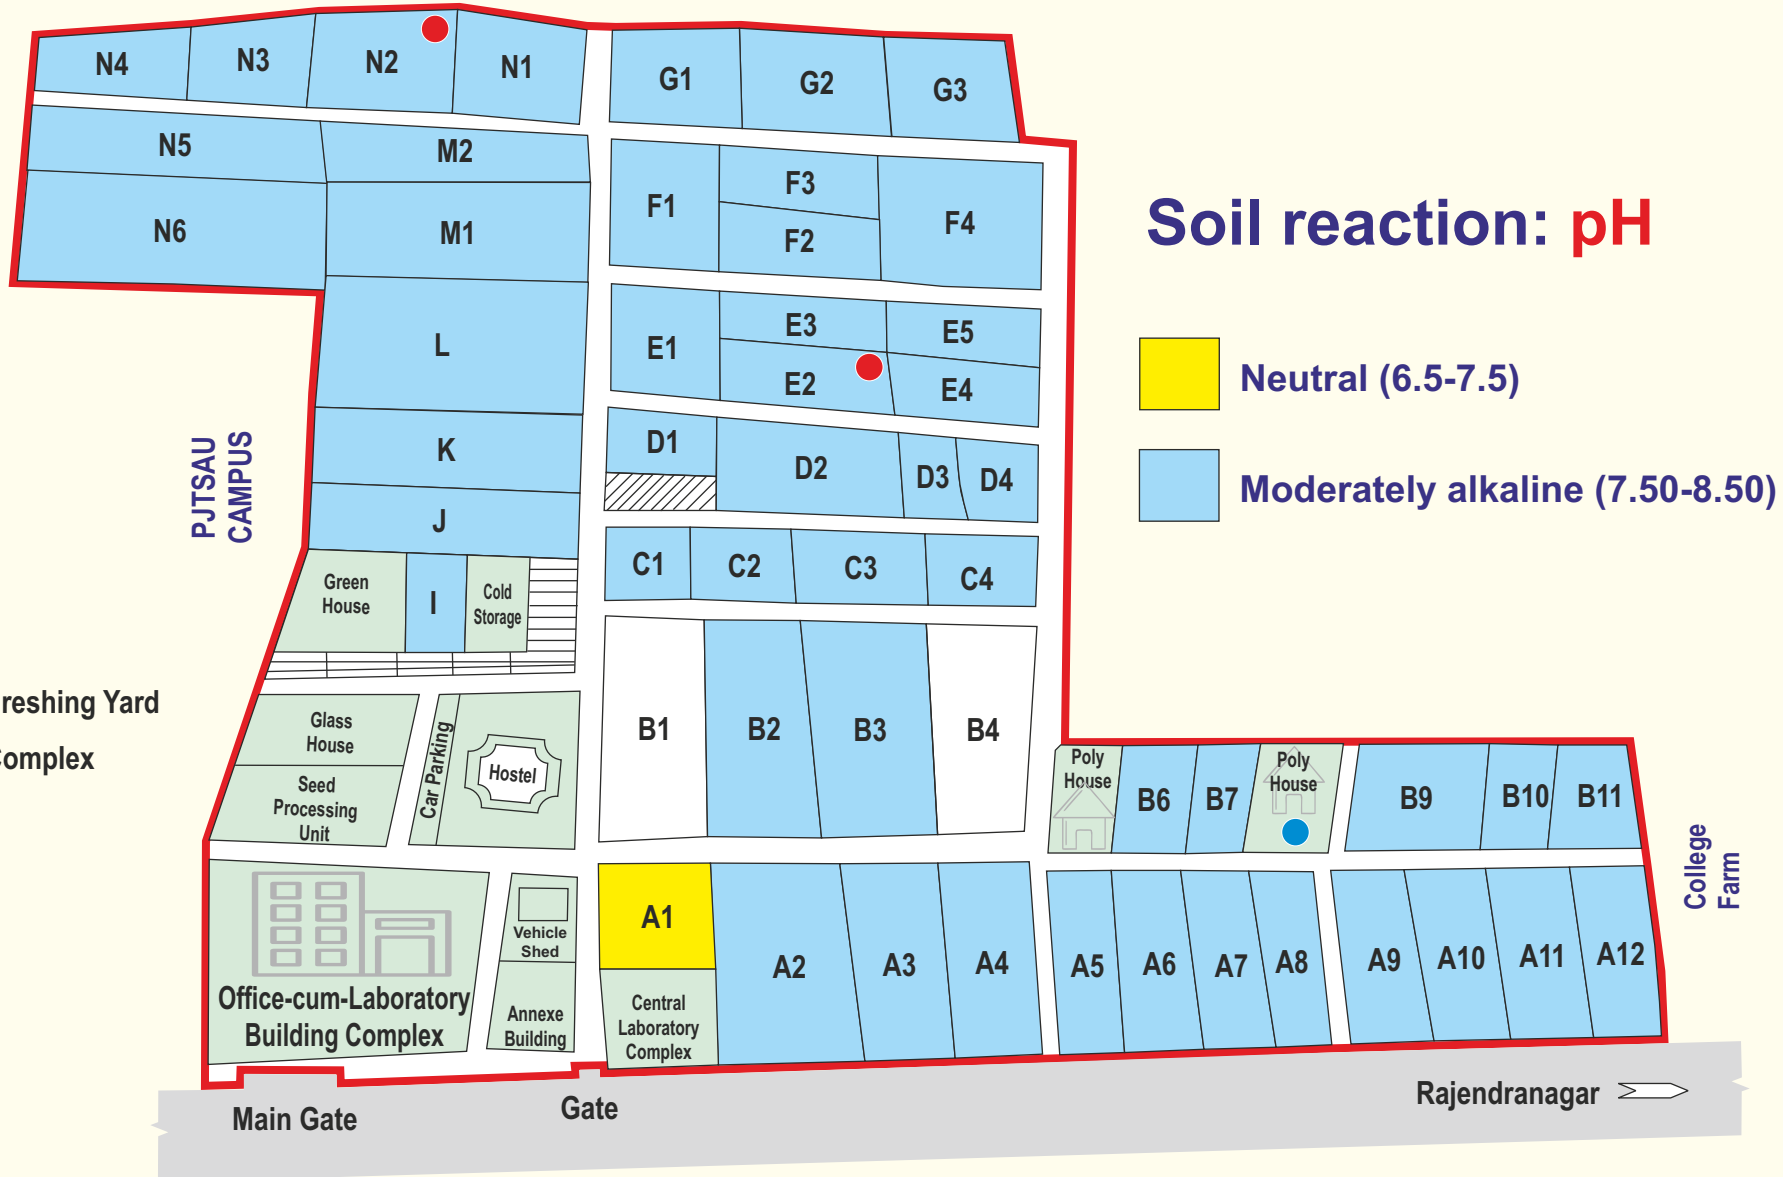 N4
N3
N2
N1
G1
G2
G3
N5
M2
F1
F3
F4
F2
N6
M1
Soil reaction: pH
L
E1
E3
E5
E2
E4
Neutral (6.5-7.5)
Moderately alkaline (7.50-8.50)
PJTSAU
CAMPUS
K
D1
D2
D3
D4
J
C1
C2
C3
C4
Green
House
I
Cold
Storage
reshing Yard
Complex
Glass
House
Seed
Processing
Unit
Car Parking
Hostel
B1
B2
B3
B4
Poly
House
B6
B7
Poly
House
B9
B10
B11
College
Farm
Office-cum-Laboratory
Building Complex
Vehicle
Shed
Annexe
Building
A1
Central
Laboratory
Complex
A2
A3
A4
A5
A6
A7
A8
A9
A10
A11
A12
Main Gate
Gate
Rajendranagar